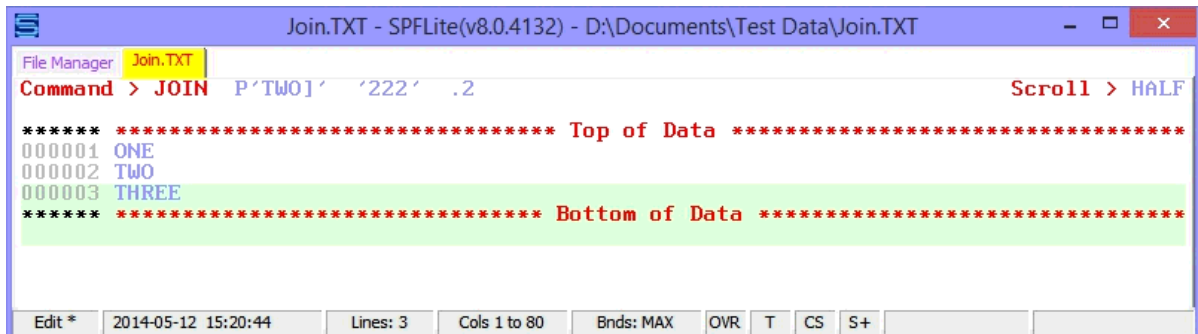 Join.TXT - SPFLite(v8.0.4132) - D:\Documents\Test Data\Join.TXT
File Manager Join.TXT
Command > JOIN P'TWO]' '222' .2 Scroll > HALF
****** ********************************* Top of Data **********************************
000001 ONE
000002 TWO
000003 THREE
****** ******************************** Bottom of Data ********************************
Edit * 2014-05-12 15:20:44 Lines: 3 Cols 1 to 80 Bnds: MAX OVR T CS S+